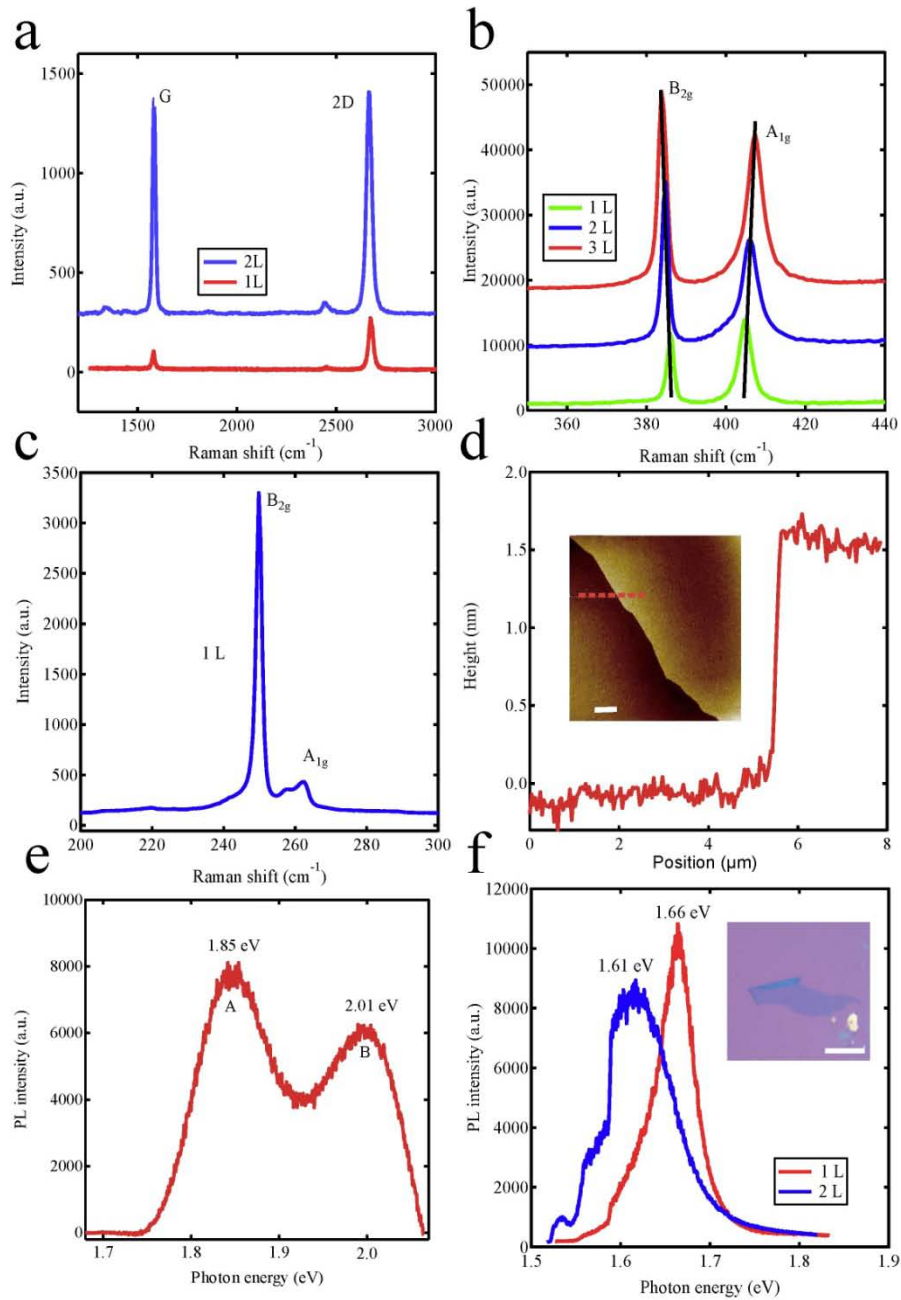 a
1500
1000
500
0
Intensity (a.u.)
G
2D
2L
1L
1500 2000 2500 3000
Raman shift (cm-1)
b
50000
40000
30000
20000
10000
0
Intensity (a.u.)
B2g
A1g
1 L
2 L
3 L
360 380 400 420 440
Raman shift (cm-1)
c
3500
3000
2500
2000
1500
1000
500
0
Intensity (a.u.)
B2g
1 L
A1g
200 220 240 260 280 300
Raman shift (cm-1)
d
2.0
1.5
1.0
0.5
0.0
Height (nm)
0 2 4 6 8
Position (μm)
e
10000
8000
6000
4000
2000
0
PL intensity (a.u.)
1.85 eV
A
2.01 eV
B
1.7 1.8 1.9 2.0
Photon energy (eV)
f
12000
10000
8000
6000
4000
2000
0
PL intensity (a.u.)
1.66 eV
1.61 eV
1 L
2 L
1.5 1.6 1.7 1.8 1.9
Photon energy (eV)